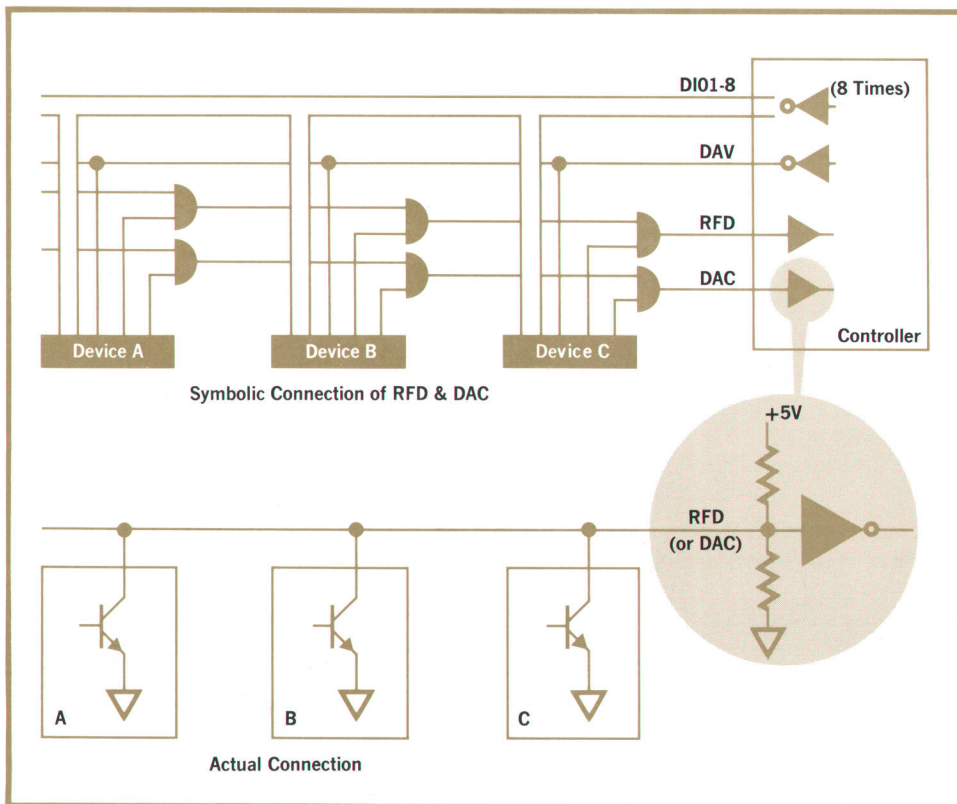 DI01-8
(8 Times)
DAV
RFD
DAC
Controller
Device A
Device B
Device C
Symbolic Connection of RFD & DAC
+5V
RFD
(or DAC)
A
B
C
Actual Connection